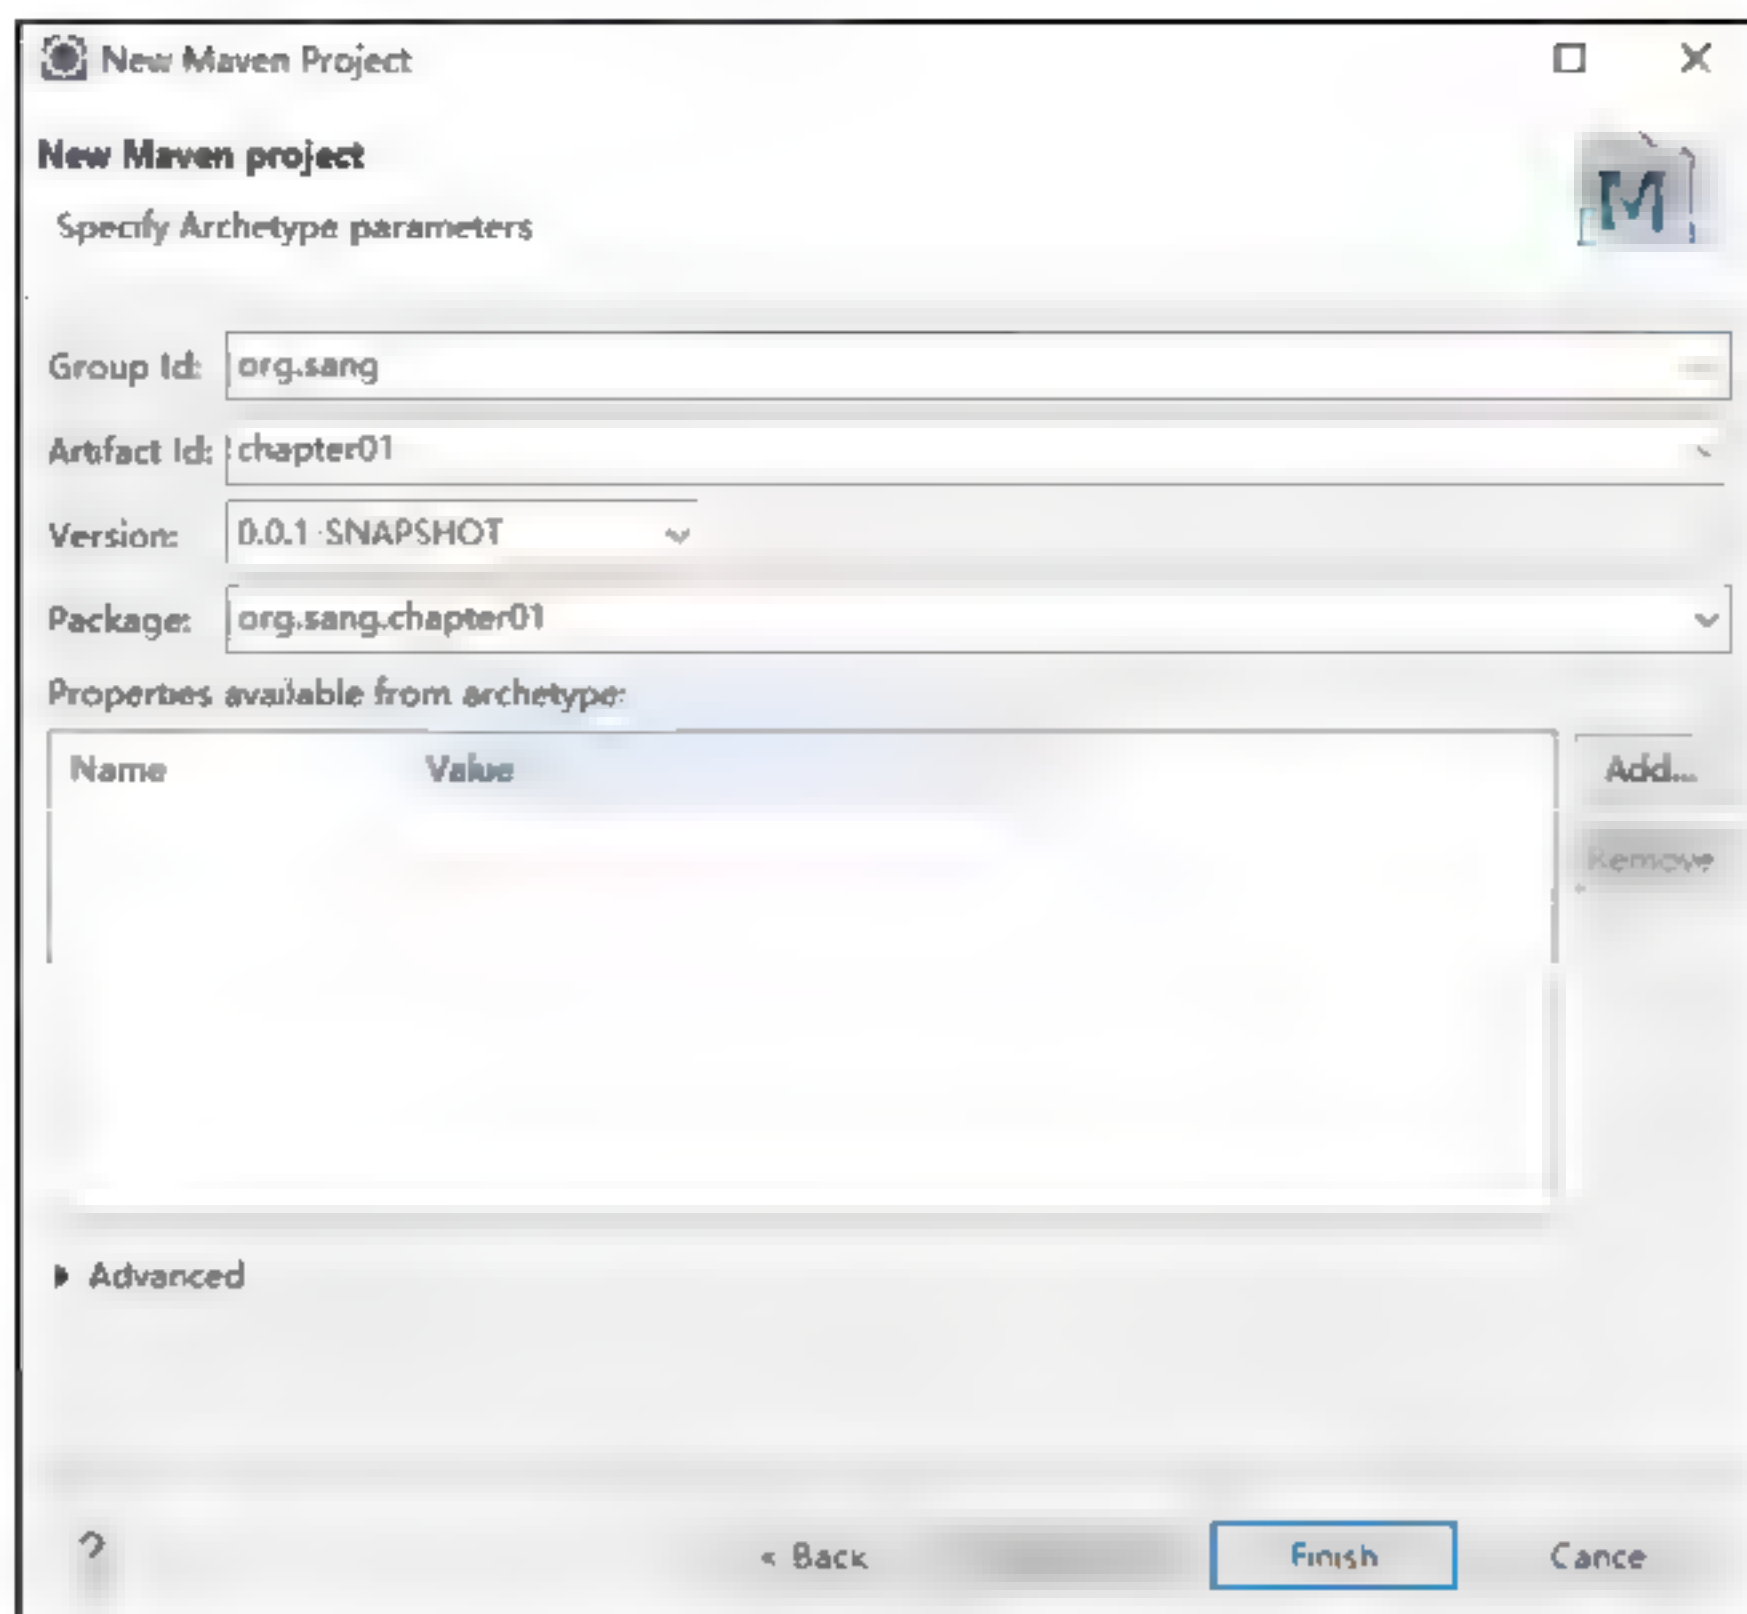 New Maven Project
New Maven project
M
Specify Archetype parameters
Group Id: org.sang
Artifact Id: chapter01
Version: 0.0.1-SNAPSHOT
Package: org.sang.chapter01
Properties available from archetype:
Name Value Add...
Remove
Advanced
? < Back Finish Cance